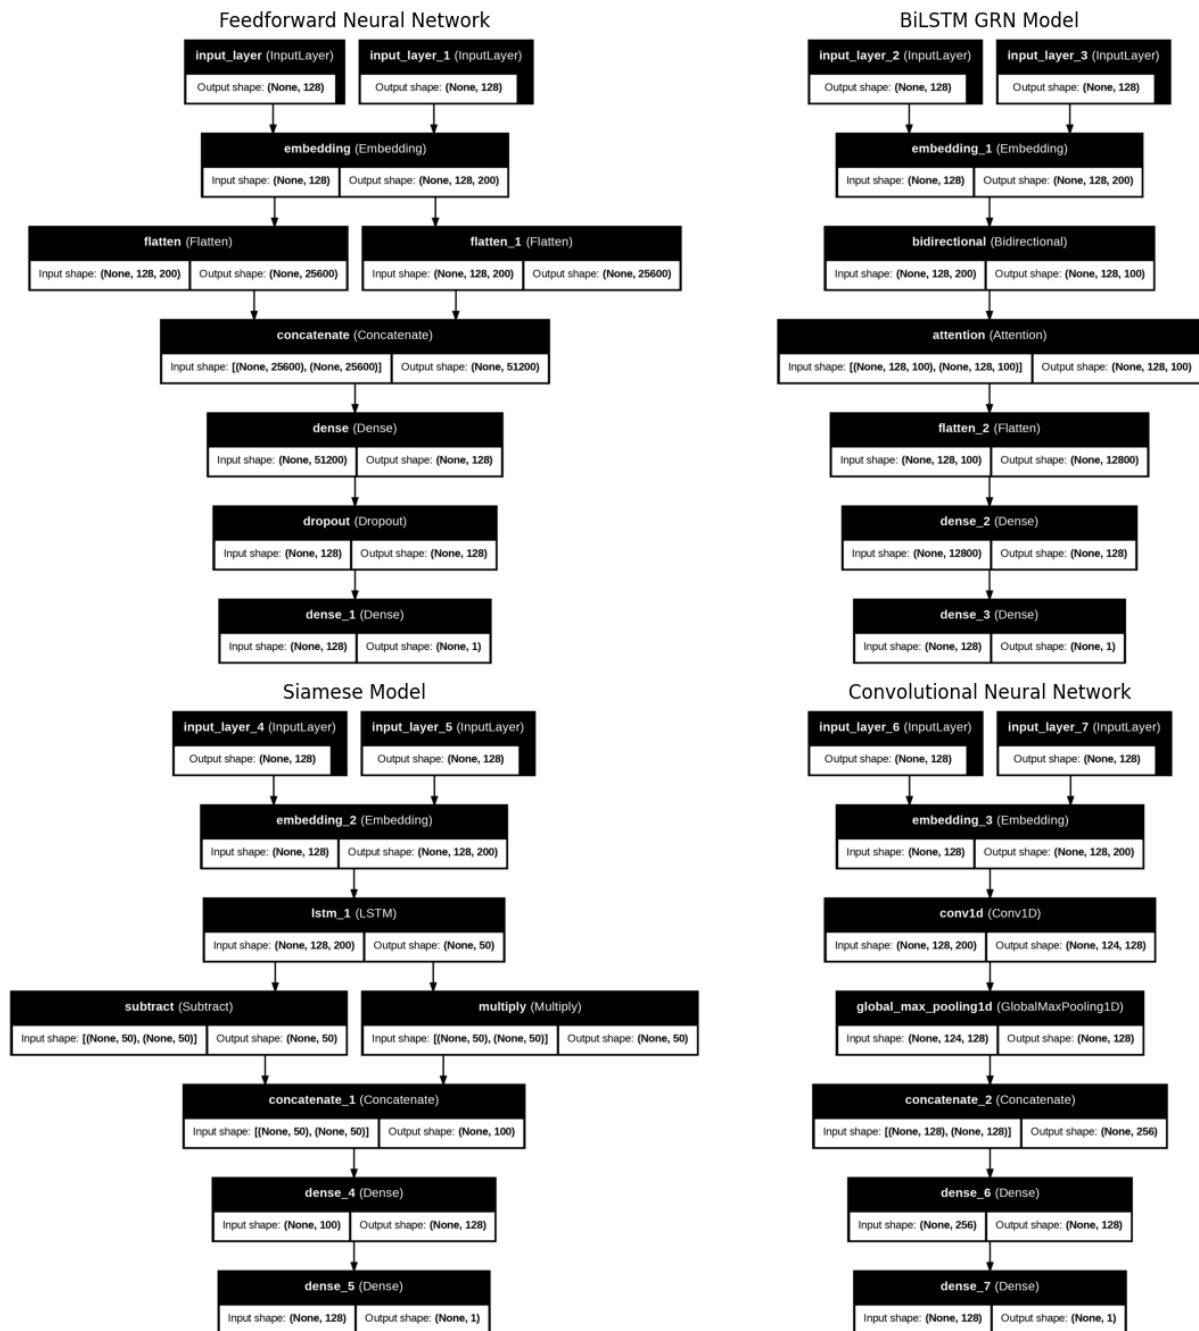 Feedforward Neural Network
input_layer (InputLayer)
Output shape: (None, 128)
input_layer_1 (InputLayer)
Output shape: (None, 128)
embedding (Embedding)
Input shape: (None, 128) Output shape: (None, 128, 200)
flatten (Flatten)
Input shape: (None, 128, 200) Output shape: (None, 25600)
flatten_1 (Flatten)
Input shape: (None, 128, 200) Output shape: (None, 25600)
concatenate (Concatenate)
Input shape: [(None, 25600), (None, 25600)] Output shape: (None, 51200)
dense (Dense)
Input shape: (None, 51200) Output shape: (None, 128)
dropout (Dropout)
Input shape: (None, 128) Output shape: (None, 128)
dense_1 (Dense)
Input shape: (None, 128) Output shape: (None, 1)
BiLSTM GRN Model
input_layer_2 (InputLayer)
Output shape: (None, 128)
input_layer_3 (InputLayer)
Output shape: (None, 128)
embedding_1 (Embedding)
Input shape: (None, 128) Output shape: (None, 128, 200)
bidirectional (Bidirectional)
Input shape: (None, 128, 200) Output shape: (None, 128, 100)
attention (Attention)
Input shape: [(None, 128, 100), (None, 128, 100)] Output shape: (None, 128, 100)
flatten_2 (Flatten)
Input shape: (None, 128, 100) Output shape: (None, 12800)
dense_2 (Dense)
Input shape: (None, 12800) Output shape: (None, 128)
dense_3 (Dense)
Input shape: (None, 128) Output shape: (None, 1)
Siamese Model
input_layer_4 (InputLayer)
Output shape: (None, 128)
input_layer_5 (InputLayer)
Output shape: (None, 128)
embedding_2 (Embedding)
Input shape: (None, 128) Output shape: (None, 128, 200)
lstm_1 (LSTM)
Input shape: (None, 128, 200) Output shape: (None, 50)
subtract (Subtract)
Input shape: [(None, 50), (None, 50)] Output shape: (None, 50)
multiply (Multiply)
Input shape: [(None, 50), (None, 50)] Output shape: (None, 50)
concatenate_1 (Concatenate)
Input shape: [(None, 50), (None, 50)] Output shape: (None, 100)
dense_4 (Dense)
Input shape: (None, 100) Output shape: (None, 128)
dense_5 (Dense)
Input shape: (None, 128) Output shape: (None, 1)
Convolutional Neural Network
input_layer_6 (InputLayer)
Output shape: (None, 128)
input_layer_7 (InputLayer)
Output shape: (None, 128)
embedding_3 (Embedding)
Input shape: (None, 128) Output shape: (None, 128, 200)
conv1d (Conv1D)
Input shape: (None, 128, 200) Output shape: (None, 124, 128)
global_max_pooling1d (GlobalMaxPooling1D)
Input shape: (None, 124, 128) Output shape: (None, 128)
concatenate_2 (Concatenate)
Input shape: [(None, 128), (None, 128)] Output shape: (None, 256)
dense_6 (Dense)
Input shape: (None, 256) Output shape: (None, 128)
dense_7 (Dense)
Input shape: (None, 128) Output shape: (None, 1)